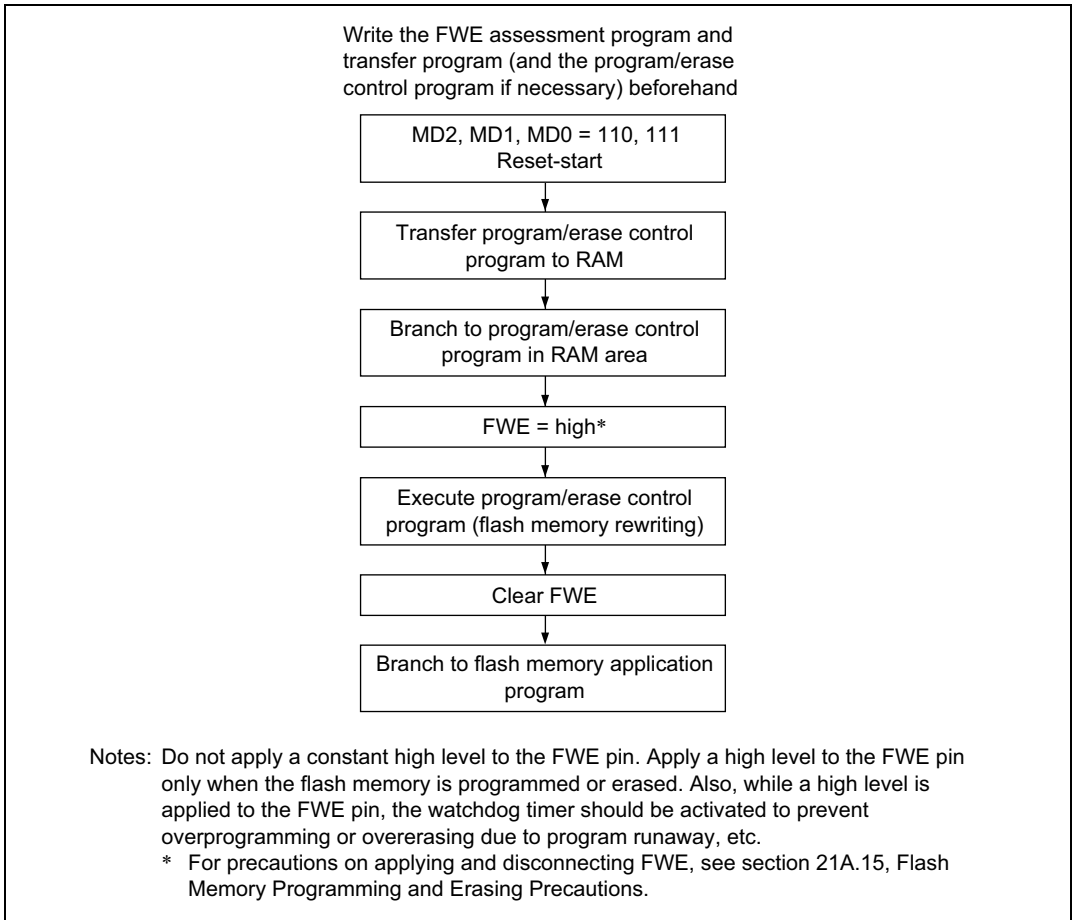 Write the FWE assessment program and
transfer program (and the program/erase
control program if necessary) beforehand
MD2, MD1, MD0 = 110, 111
Reset-start
Transfer program/erase control
program to RAM
Branch to program/erase control
program in RAM area
FWE = high*
Execute program/erase control
program (flash memory rewriting)
Clear FWE
Branch to flash memory application
program
Notes: Do not apply a constant high level to the FWE pin. Apply a high level to the FWE pin
only when the flash memory is programmed or erased. Also, while a high level is
applied to the FWE pin, the watchdog timer should be activated to prevent
overprogramming or overerasing due to program runaway, etc.
* For precautions on applying and disconnecting FWE, see section 21A.15, Flash
Memory Programming and Erasing Precautions.